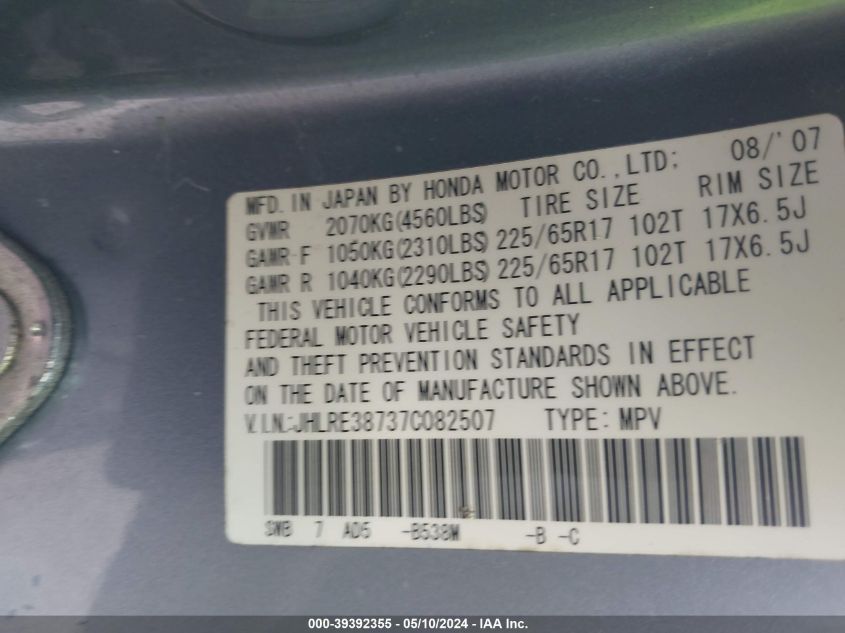 MFD. IN JAPAN BY HONDA MOTOR CO.,LTD: 08/'07
GVWR 2070KG(4560LBS) TIRE SIZE RIM SIZE
GAWR F 1050KG(2310LBS) 225/65R17 102T 17X6.5J
GAWR R 1040KG(2290LBS) 225/65R17 102T 17X6.5J
THIS VEHICLE CONFORMS TO ALL APPLICABLE
FEDERAL MOTOR VEHICLE SAFETY
AND THEFT PREVENTION STANDARDS IN EFFECT
ON THE DATE OF MANUFACTURE SHOWN ABOVE.
V.I.N.:JHLRE38737C082507 TYPE: MPV
SWB 7 AD5 -B538M -B -C
000-39392355 — 05/10/2024 — IAA Inc.